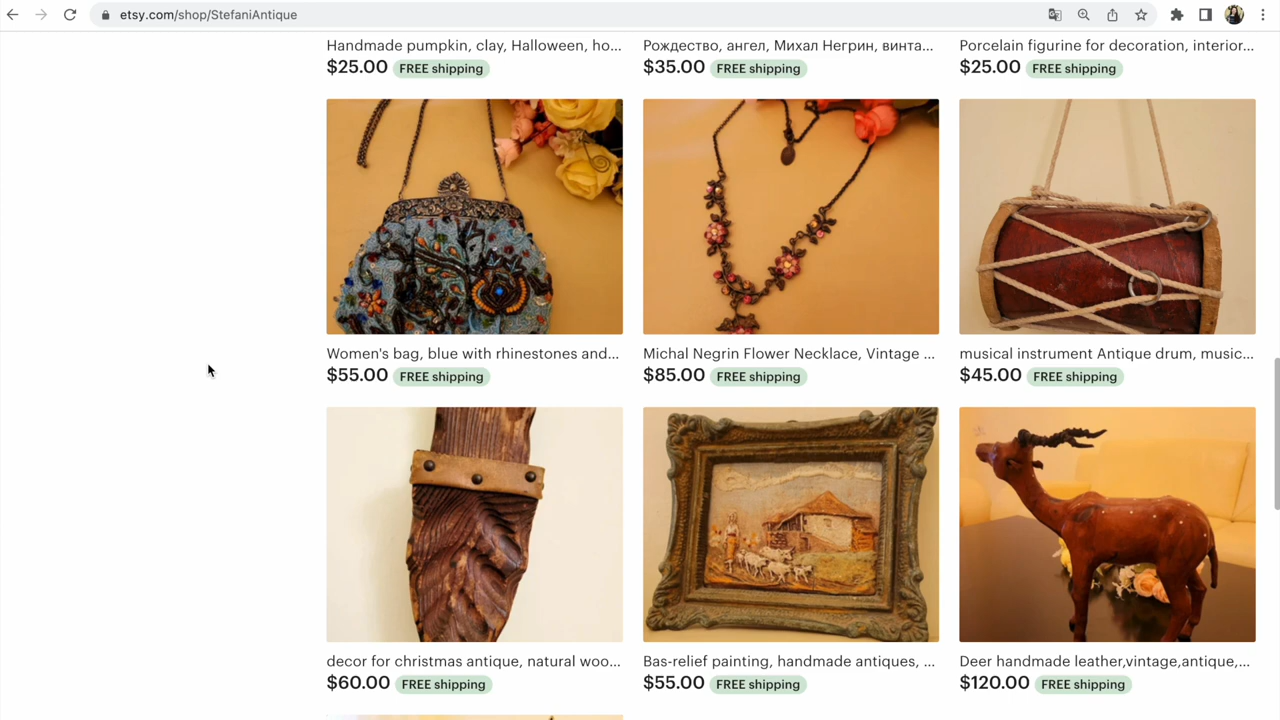 etsy.com/shop/StefaniAntique
Handmade pumpkin, clay, Halloween, ho...
$25.00 FREE shipping
Рождество, ангел, Михал Негрин, винта...
$35.00 FREE shipping
Porcelain figurine for decoration, interior...
$25.00 FREE shipping
Women's bag, blue with rhinestones and...
$55.00 FREE shipping
Michal Negrin Flower Necklace, Vintage ...
$85.00 FREE shipping
musical instrument Antique drum, music...
$45.00 FREE shipping
decor for christmas antique, natural woo...
$60.00 FREE shipping
Bas-relief painting, handmade antiques, ...
$55.00 FREE shipping
Deer handmade leather,vintage,antique,...
$120.00 FREE shipping